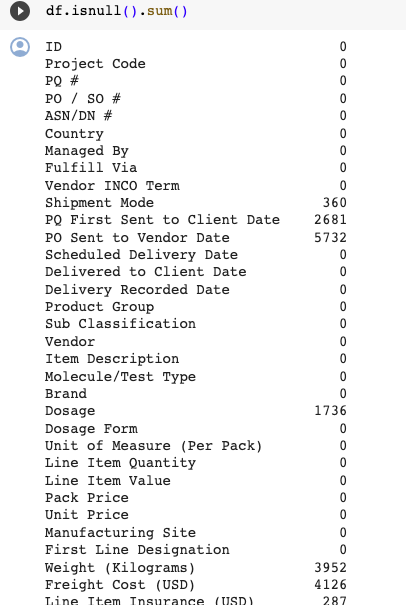 df.isnull().sum()
ID 0
Project Code 0
PQ # 0
PO / SO # 0
ASN/DN # 0
Country 0
Managed By 0
Fulfill Via 0
Vendor INCO Term 0
Shipment Mode 360
PQ First Sent to Client Date 2681
PO Sent to Vendor Date 5732
Scheduled Delivery Date 0
Delivered to Client Date 0
Delivery Recorded Date 0
Product Group 0
Sub Classification 0
Vendor 0
Item Description 0
Molecule/Test Type 0
Brand 0
Dosage 1736
Dosage Form 0
Unit of Measure (Per Pack) 0
Line Item Quantity 0
Line Item Value 0
Pack Price 0
Unit Price 0
Manufacturing Site 0
First Line Designation 0
Weight (Kilograms) 3952
Freight Cost (USD) 4126
Line Item Insurance (USD) 287